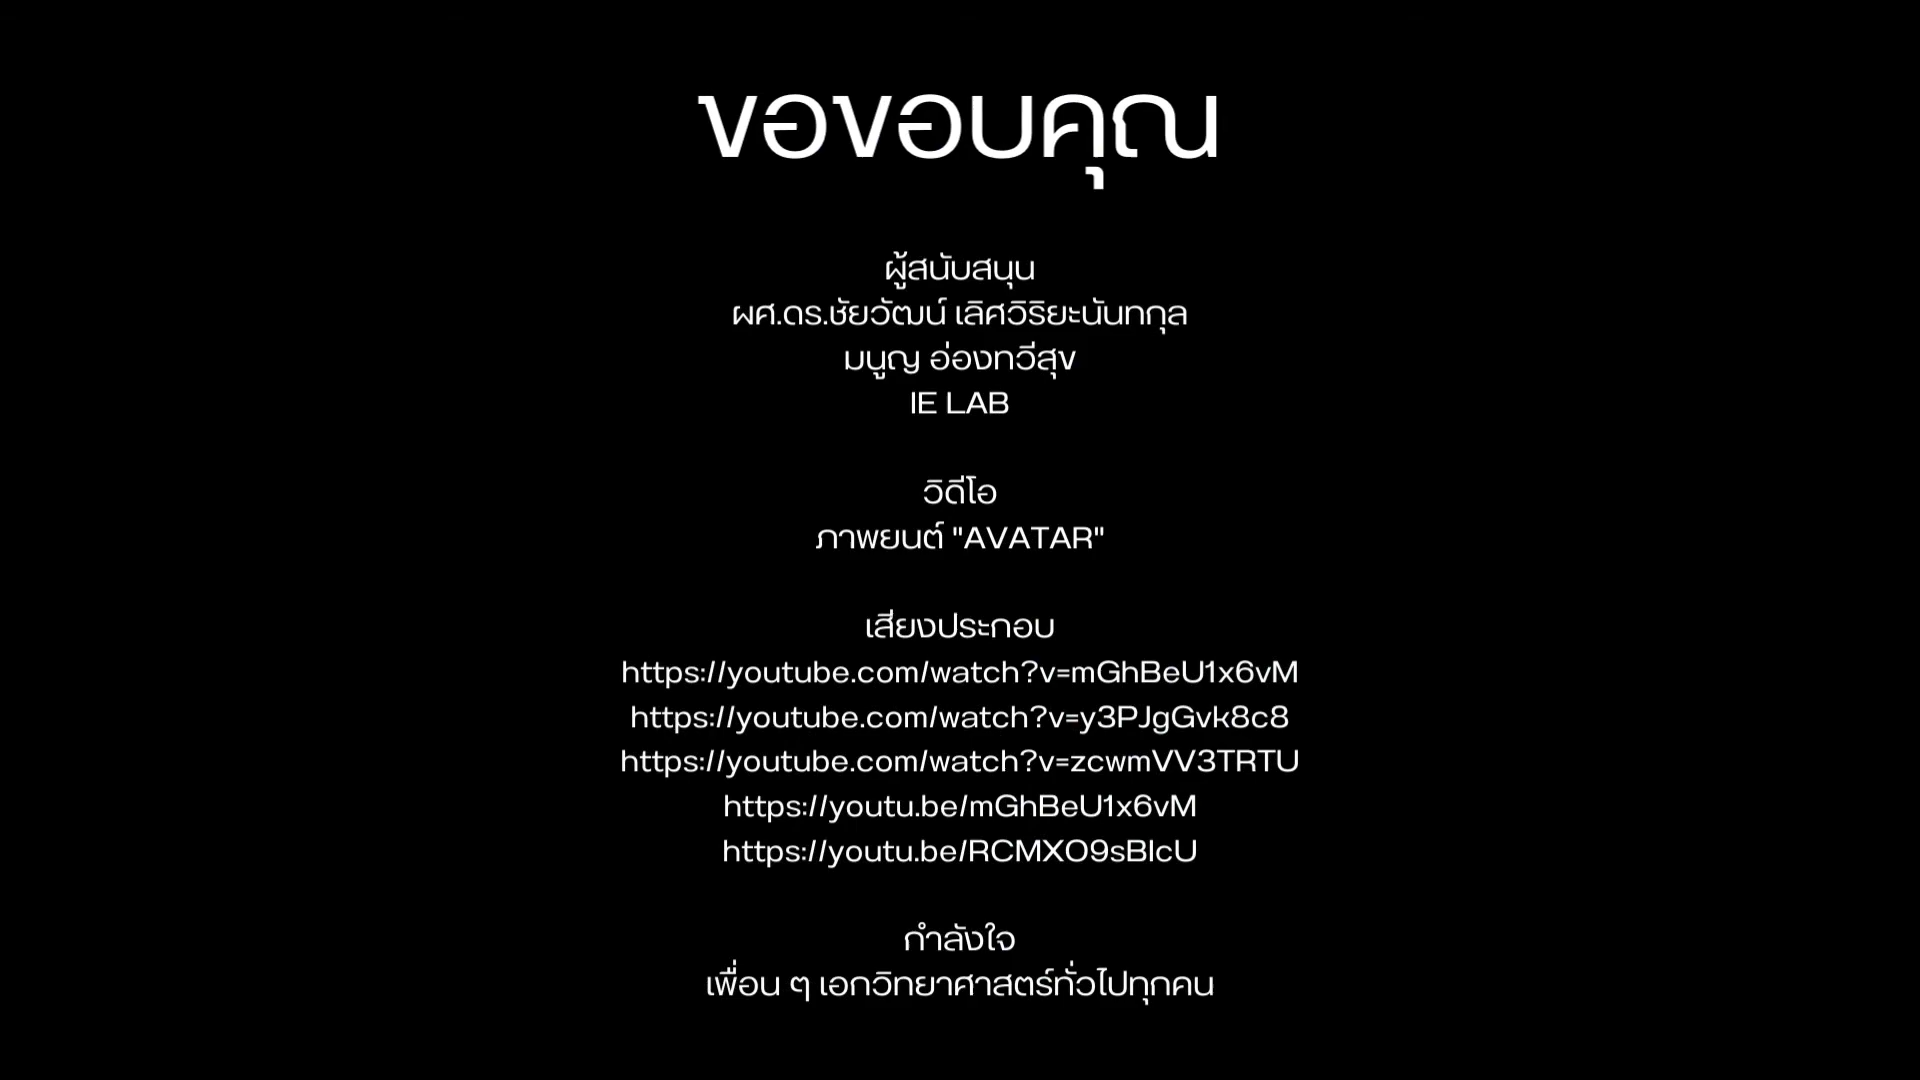 ขอขอบคุณ
ผู้สนับสนุน
ผศ.ดร.ชัยวัฒน์ เลิศวิริยะนันทกุล
มนูญ อ่องทวีสุข
IE LAB
วิดีโอ
ภาพยนต์ "AVATAR"
เสียงประกอบ
https://youtube.com/watch?v=mGhBeU1x6vM
https://youtube.com/watch?v=y3PJgGvk8c8
https://youtube.com/watch?v=zcwmVV3TRTU
https://youtu.be/mGhBeU1x6vM
https://youtu.be/RCMXO9sBIcU
กำลังใจ
เพื่อน ๆ เอกวิทยาศาสตร์ทั่วไปทุกคน